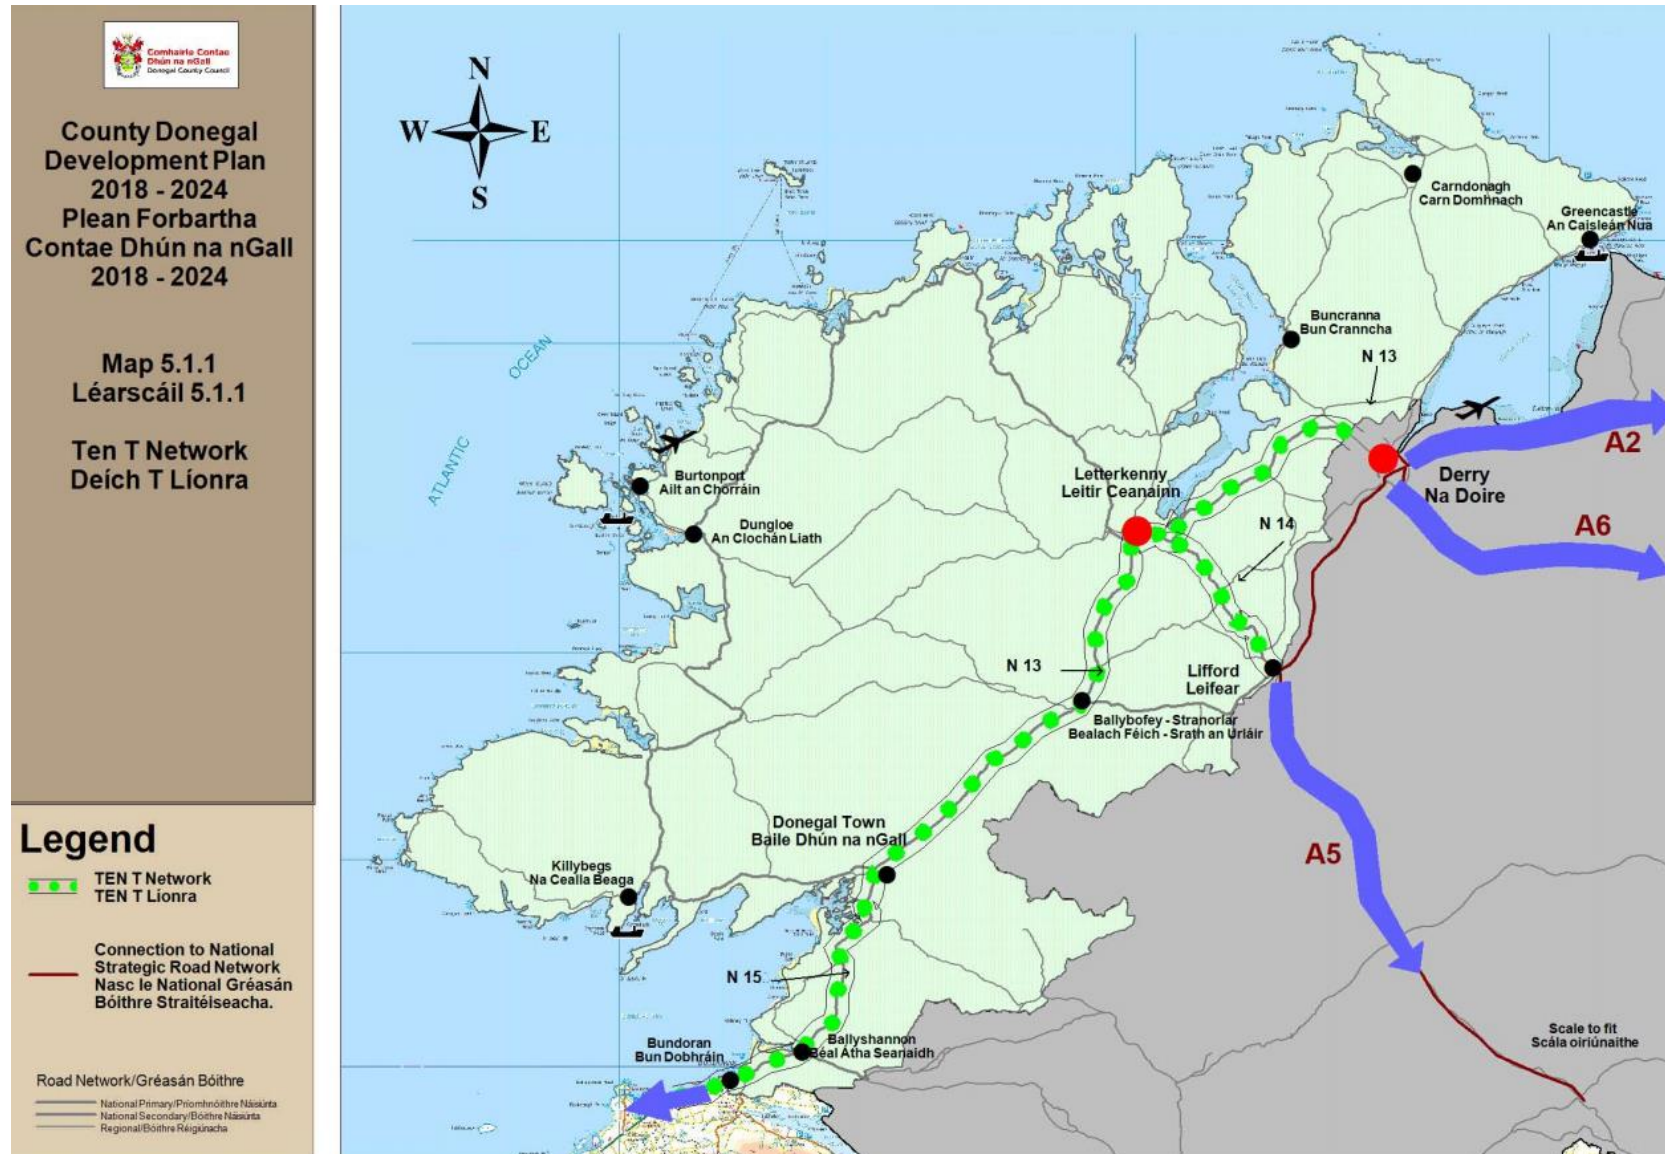 Comhairle Contae
Dhún na nGall
Donegal County Council
County Donegal
Development Plan
2018 - 2024
Plean Forbartha
Contae Dhún na nGall
2018 - 2024
Map 5.1.1
Léarscáil 5.1.1
Ten T Network
Deích T Líonra
Legend
TEN T Network
TEN T Líonra
Connection to National
Strategic Road Network
Nasc le National Gréasán
Bóithre Straitéiseacha.
Road Network/Gréasán Bóithre
National Primary/Príomhnóithre Náisiúnta
National Secondary/Bóithre Náisiúnta
Regional/Bóithre Réigiúnacha
N
W
E
S
OCEAN
ATLANTIC
Carndonagh
Carn Domhnach
Greencastle
An Caisleán Nua
Buncranna
Bun Cranncha
N 13
A2
Derry
Na Doire
Letterkenny
Leitir Ceanainn
Burtonport
Ailt an Chorráin
Dungloe
An Clochán Liath
N 14
A6
N 13
Lifford
Leifear
Ballybofey - Stranorlar
Bealach Féich - Srath an Urláir
Donegal Town
Baile Dhún na nGall
A5
Killybegs
Na Cealla Beaga
N 15
Bundoran
Bun Dobhráin
Ballyshannon
Béal Átha Seanaidh
Scale to fit
Scála oiriúnaithe